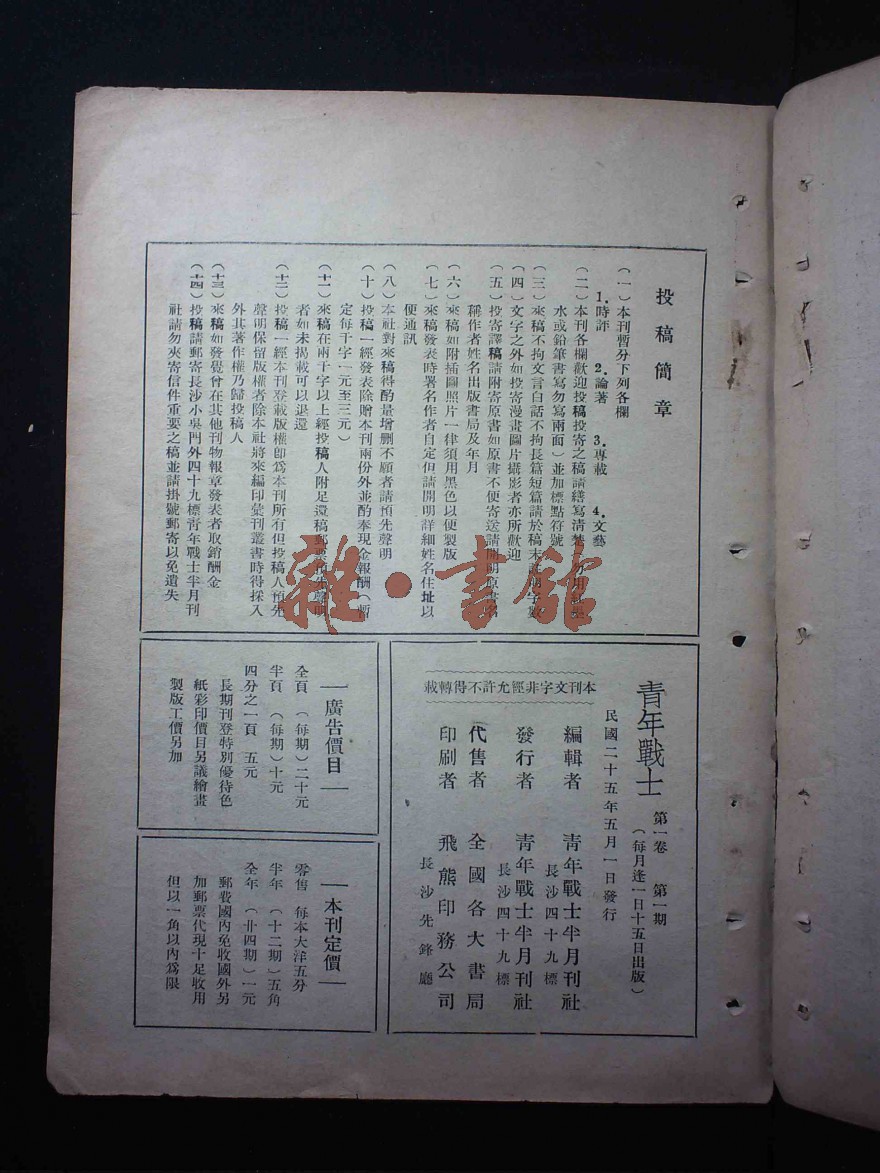 投稿簡章
(一)本刊暫分下列各欄
1.時評 2.論著 3.專載 4.文藝
(二)本刊各欄歡迎投稿投寄之稿請繕寫清楚
水或鉛筆書寫勿寫兩面)並加標點符號
(三)來稿不拘文言白話不拘長篇短篇請於稿末註明字數
(四)文字之外如投寄漫畫圖片攝影者亦所歡迎
(五)投寄譯稿請附寄原書如原書不便寄送請開明原書名
稱作者姓名出版書局及年月
(六)來稿如附插圖照片一律須用黑色以便製版
(七)來稿發表時署名作者自定但請開明詳細姓名住址以
便通訊
(八)本社對來稿得酌量增删不願者請預先聲明
(十)投稿一經發表除贈本刊兩份外並酌奉現金報酬(暫
定每千字一元至三元)
(十一)來稿在兩千字以上經投稿人附足還稿郵票預先聲明
者如未揭載可以退還
(十二)投稿一經本刊登載版權即爲本刊所有但投稿人預先
聲明保留版權者除本社將來編印彙刊叢書時得採入
外其著作權乃歸投稿人
(十三)來稿如發覺曾在其他刊物報章發表者取銷酬金
(十四)投稿請郵寄長沙小吳門外四十九標青年戰士半月刊
社請勿夾寄信件重要之稿並請掛號郵寄以免遺失
青年戰士 第一卷 第一期
(每月逢一日十五日出版)
民國二十五年五月一日發行
編輯者 青年戰士半月刊社
長沙四十九標
發行者 青年戰士半月刊社
長沙四十九標
代售者 全國各大書局
印刷者 飛熊印務公司
長沙先鋒廳
本刊文字非經允許不得轉載
廣告價目
全頁 (每期)二十元
半頁 (每期)十元
四分之一頁 五元
長期刊登特別優待色
紙彩印價目另議繪畫
製版工價另加
本刊定價
零售 每本大洋五分
半年 (十二期)五角
全年 (廿四期)一元
郵費國內免收國外另
加郵票代現十足收用
但以一角以內爲限
雜·書館